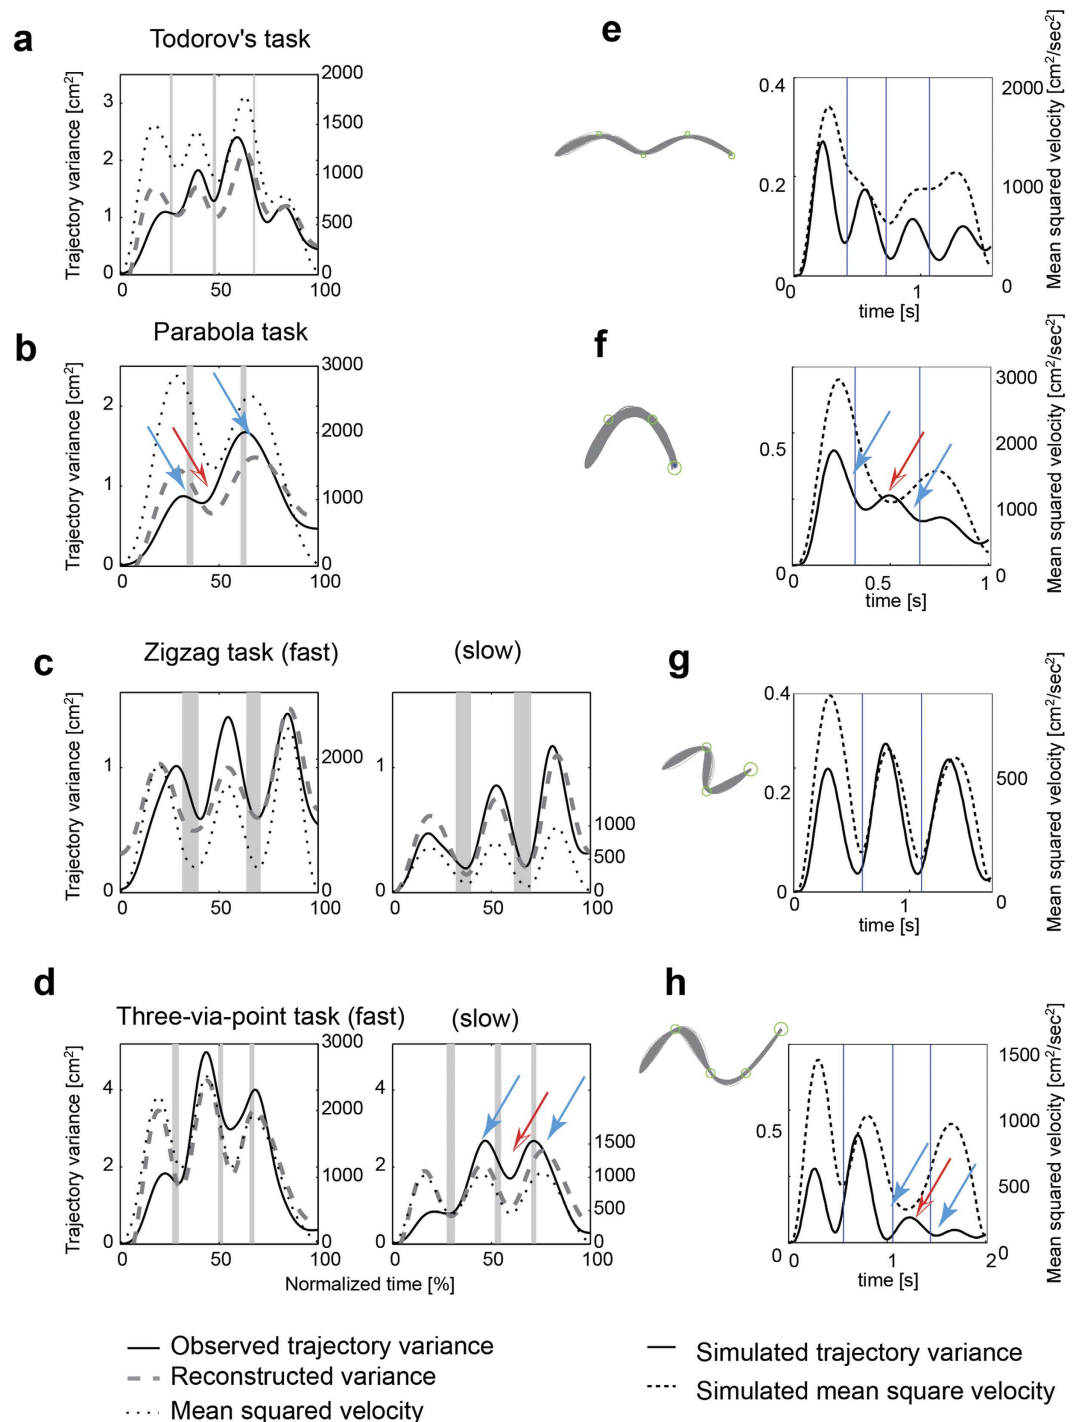 a
Todorov's task
Trajectory variance [cm2]
3
2
1
0
2000
1500
1000
500
0
0
50
100
e
0.4
0.2
0
2000
1000
0
Mean squared velocity [cm2/sec2]
0
1
time [s]
b
Parabola task
Trajectory variance [cm2]
2
1
0
3000
2000
1000
0
0
50
100
f
0.5
0
3000
2000
1000
0
Mean squared velocity [cm2/sec2]
0
0.5
1
time [s]
c
Zigzag task (fast)
(slow)
Trajectory variance [cm2]
1
0
2000
1000
0
0
50
100
1
0
1000
500
0
50
100
g
0.4
0.2
0
500
0
Mean squared velocity [cm2/sec2]
0
1
time [s]
d
Three-via-point task (fast)
(slow)
Trajectory variance [cm2]
4
2
0
3000
2000
1000
0
0
50
100
4
2
0
1500
1000
500
0
0
50
100
Normalized time [%]
h
0.5
0
1500
1000
500
0
Mean squared velocity [cm2/sec2]
0
1
2
time [s]
Observed trajectory variance
Reconstructed variance
Mean squared velocity
Simulated trajectory variance
Simulated mean square velocity